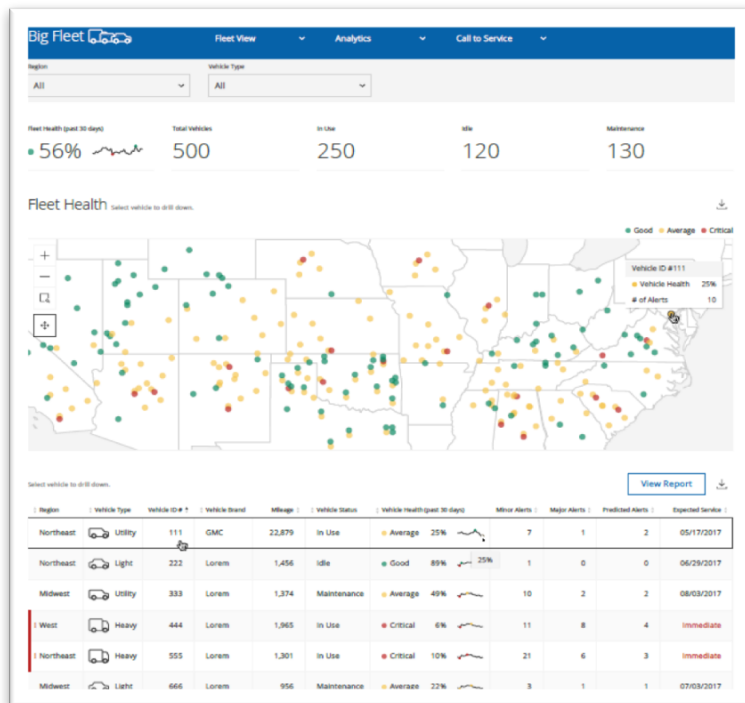 Big Fleet
Fleet View Analytics Call to Service
Region Vehicle Type
All All
Fleet Health (past 30 days) Total Vehicles In Use Idle Maintenance
56% 500 250 120 130
Fleet Health Select vehicle to drill down.
Good Average Critical
Vehicle ID #111
Vehicle Health 25%
# of Alerts 10
Select vehicle to drill down. View Report
Region Vehicle Type Vehicle ID # Vehicle Brand Mileage Vehicle Status Vehicle Health (past 30 days) Minor Alerts Major Alerts Predicted Alerts Expected Service
Northeast Utility 111 GMC 22,879 In Use Average 25% 7 1 2 05/17/2017
25%
Northeast Light 222 Lorem 1,456 Idle Good 89% 1 0 0 06/29/2017
Midwest Utility 333 Lorem 1,374 Maintenance Average 49% 10 2 2 08/03/2017
! West Heavy 444 Lorem 1,965 In Use Critical 6% 11 8 4 Immediate
! Northeast Heavy 555 Lorem 1,301 In Use Critical 10% 21 6 3 Immediate
Midwest Light 666 Lorem 956 Maintenance Average 22% 3 1 1 07/03/2017